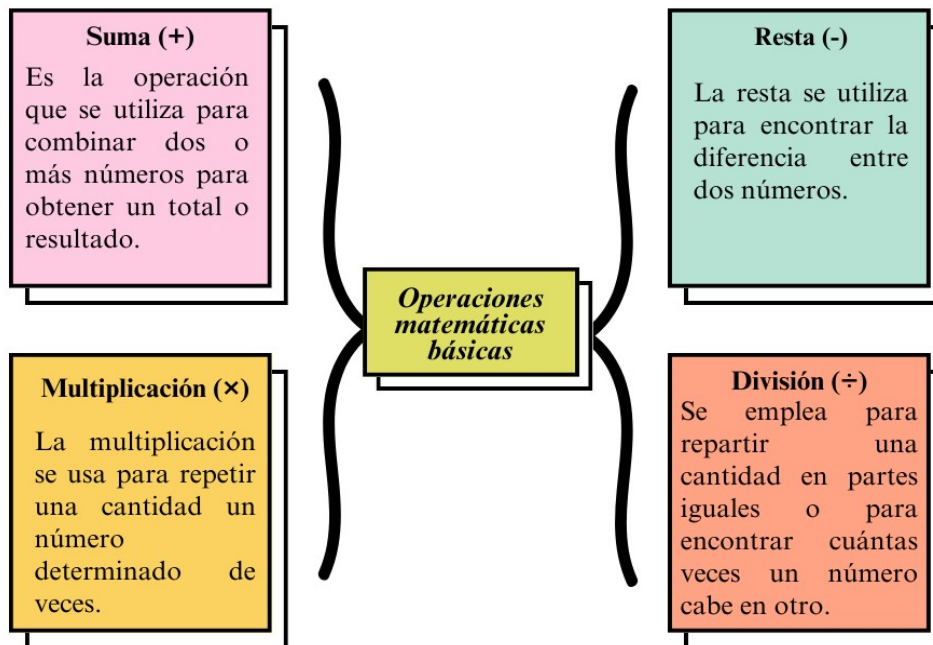 Suma (+)
Es la operación
que se utiliza para
combinar dos o
más números para
obtener un total o
resultado.
Resta (-)
La resta se utiliza
para encontrar la
diferencia entre
dos números.
Operaciones
matemáticas
básicas
Multiplicación (×)
La multiplicación
se usa para repetir
una cantidad un
número
determinado de
veces.
División (÷)
Se emplea para
repartir una
cantidad en partes
iguales o para
encontrar cuántas
veces un número
cabe en otro.